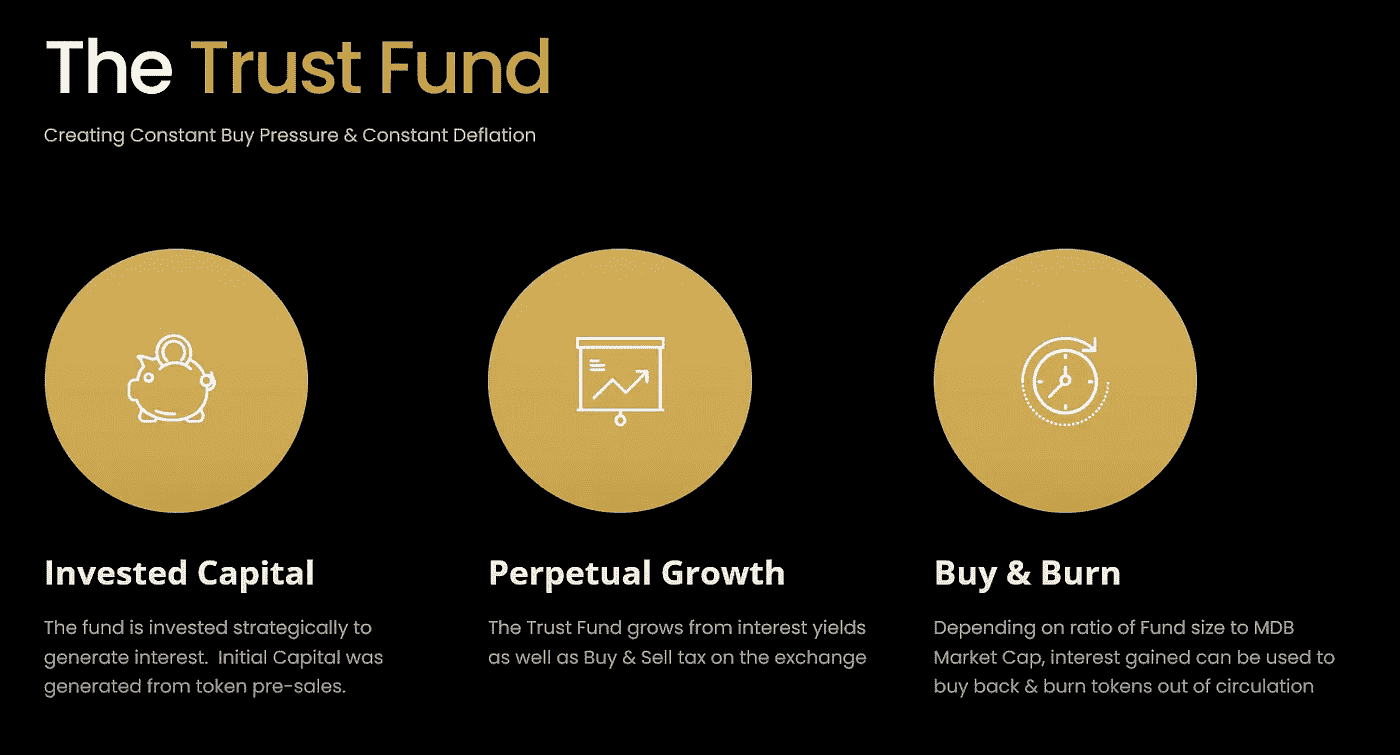 The Trust Fund
Creating Constant Buy Pressure & Constant Deflation
Invested Capital
The fund is invested strategically to
generate interest.  Initial Capital was
generated from token pre-sales.
Perpetual Growth
The Trust Fund grows from interest yields
as well as Buy & Sell tax on the exchange
Buy & Burn
Depending on ratio of Fund size to MDB
Market Cap, interest gained can be used to
buy back & burn tokens out of circulation